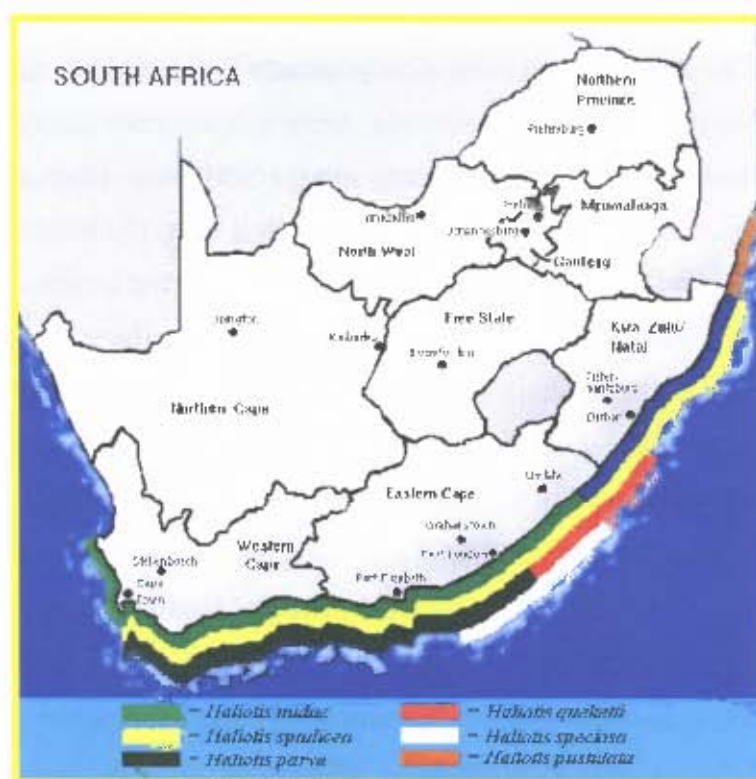 SOUTH AFRICA
Northern
Province
Pietersburg
Mpumalanga
Johannesburg
North West
Gauteng
Free State
Kwa Zulu/
Natal
Durban
Northern Cape
Eastern Cape
Umtata
Grahamstown
East London
Western
Cape
Stellenbosch
Cape
Town
Port Elizabeth
= Haliotis midae
= Haliotis spadicea
= Haliotis parva
= Haliotis queketti
= Haliotis speciosa
= Haliotis pustulata